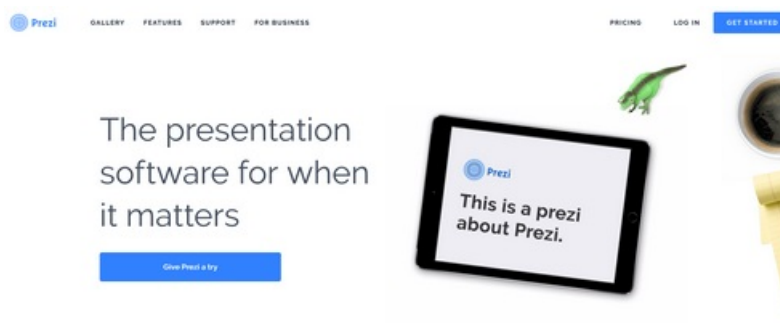 Prezi
GALLERY FEATURES SUPPORT FOR BUSINESS
PRICING LOG IN GET STARTED
The presentation
software for when
it matters
Give Prezi a try
Prezi
This is a prezi
about Prezi.